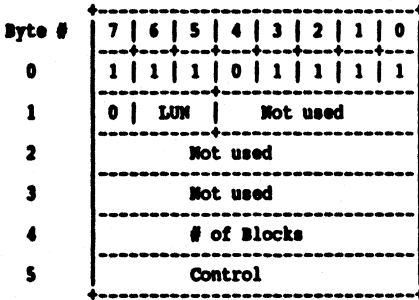 Byte # | 7 | 6 | 5 | 4 | 3 | 2 | 1 | 0
0 | 1 | 1 | 1 | 0 | 1 | 1 | 1 | 1
1 | 0 | LUN | Not used
2 | Not used
3 | Not used
4 | # of Blocks
5 | Control